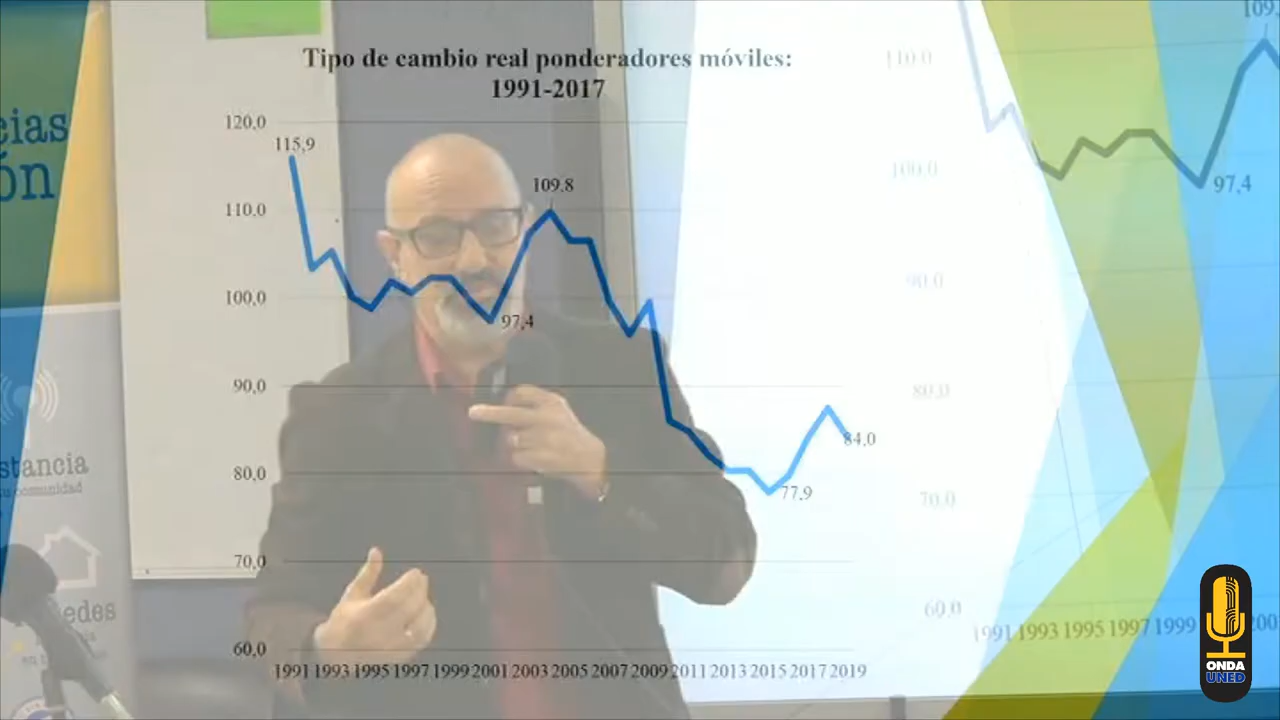 Tipo de cambio real ponderadores móviles:
1991-2017
120,0
115,9
109.8
110.0
100,0
97,4
90,0
84,0
80,0
77,9
70,0
60,0
1991 1993 1995 1997 1999 2001 2003 2005 2007 2009 2011 2013 2015 2017 2019
110.0
100,0
90,0
80,0
70,0
60,0
97,4
1991 1993 1995 1997 1999
cias
ón
stancia
comunidad
edes
ONDA
UNED